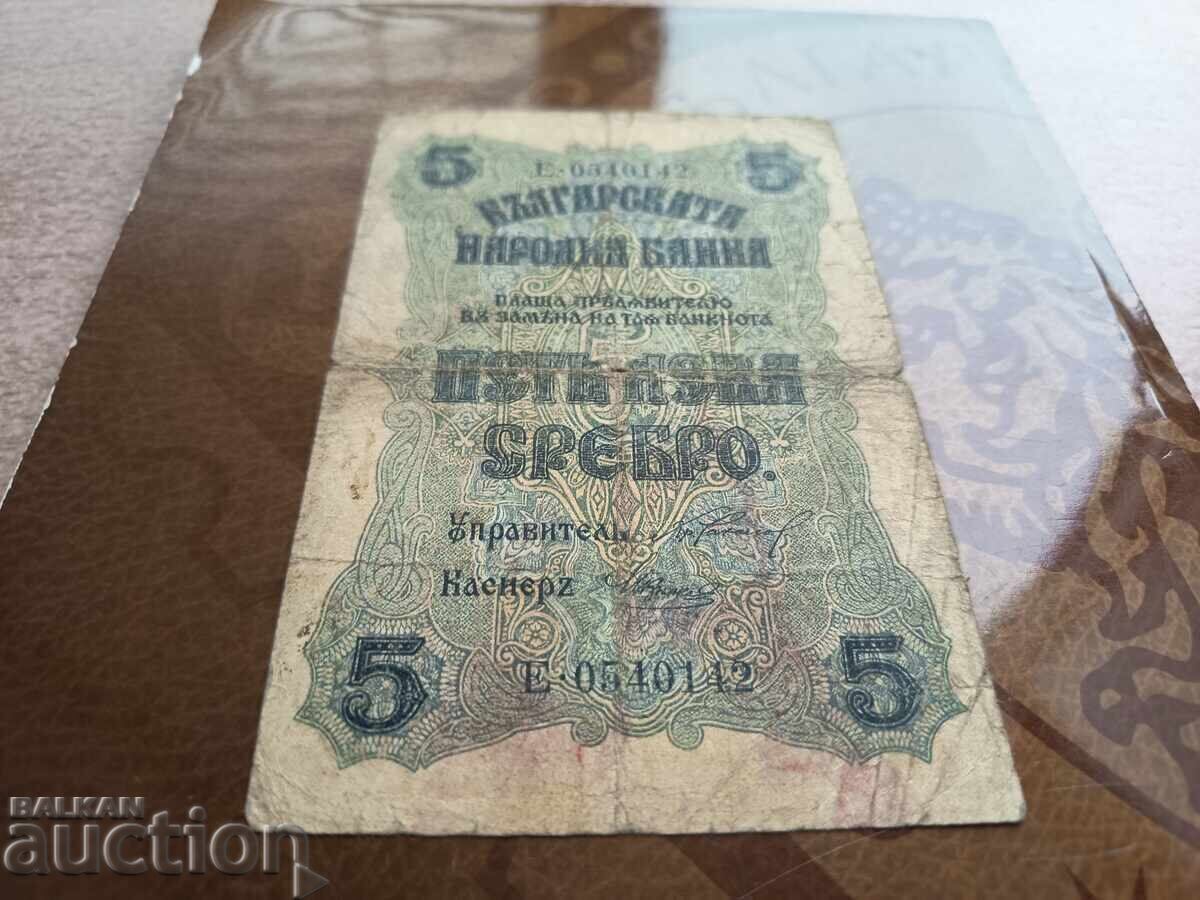 5 Е·0540142 5
БЪЛГАРСКАТА
НАРОДНА БАНКА
ПЛАЩА ПРѢДЯВИТЕЛЮ
ВЪ ЗАМѢНА НА ТАЯ БАНКНОТА
ПЕТЬ ЛЕВА
СРЕБРО.
Управитель
Касиеръ
5 Е·0540142 5
BALKAN
auction